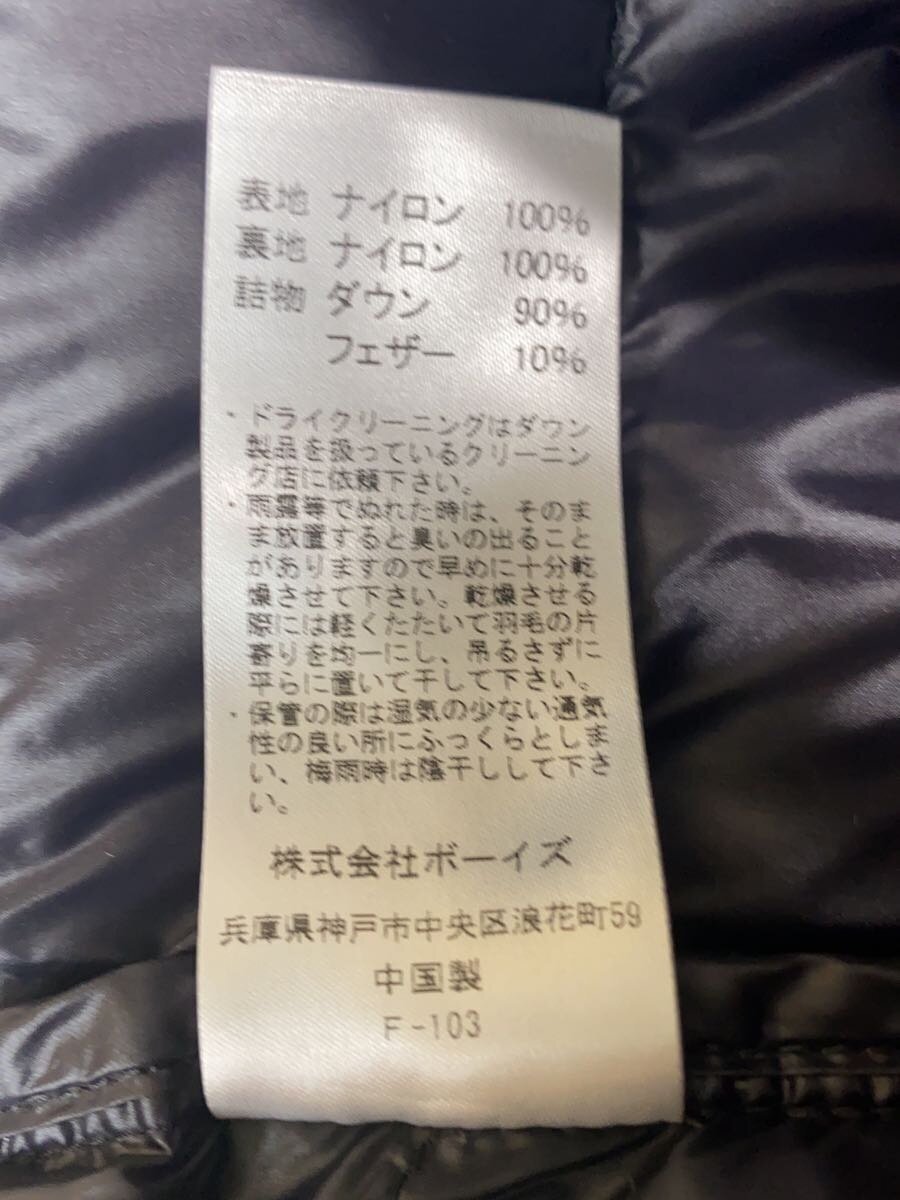 表地 ナイロン 100%
裏地 ナイロン 100%
詰物 ダウン 90%
フェザー 10%
・ドライクリーニングはダウン
製品を扱っているクリーニン
グ店に依頼下さい。
・雨露等でぬれた時は、そのま
ま放置すると臭いの出ること
がありますので早めに十分乾
燥させて下さい。乾燥させる
際には軽くたたいて羽毛の片
寄りを均一にし、吊るさずに
平らに置いて干して下さい。
・保管の際は湿気の少ない通気
性の良い所にふっくらとしま
い、梅雨時は陰干しして下さ
い。
株式会社ボーイズ
兵庫県神戸市中央区浪花町59
中国製
F-103